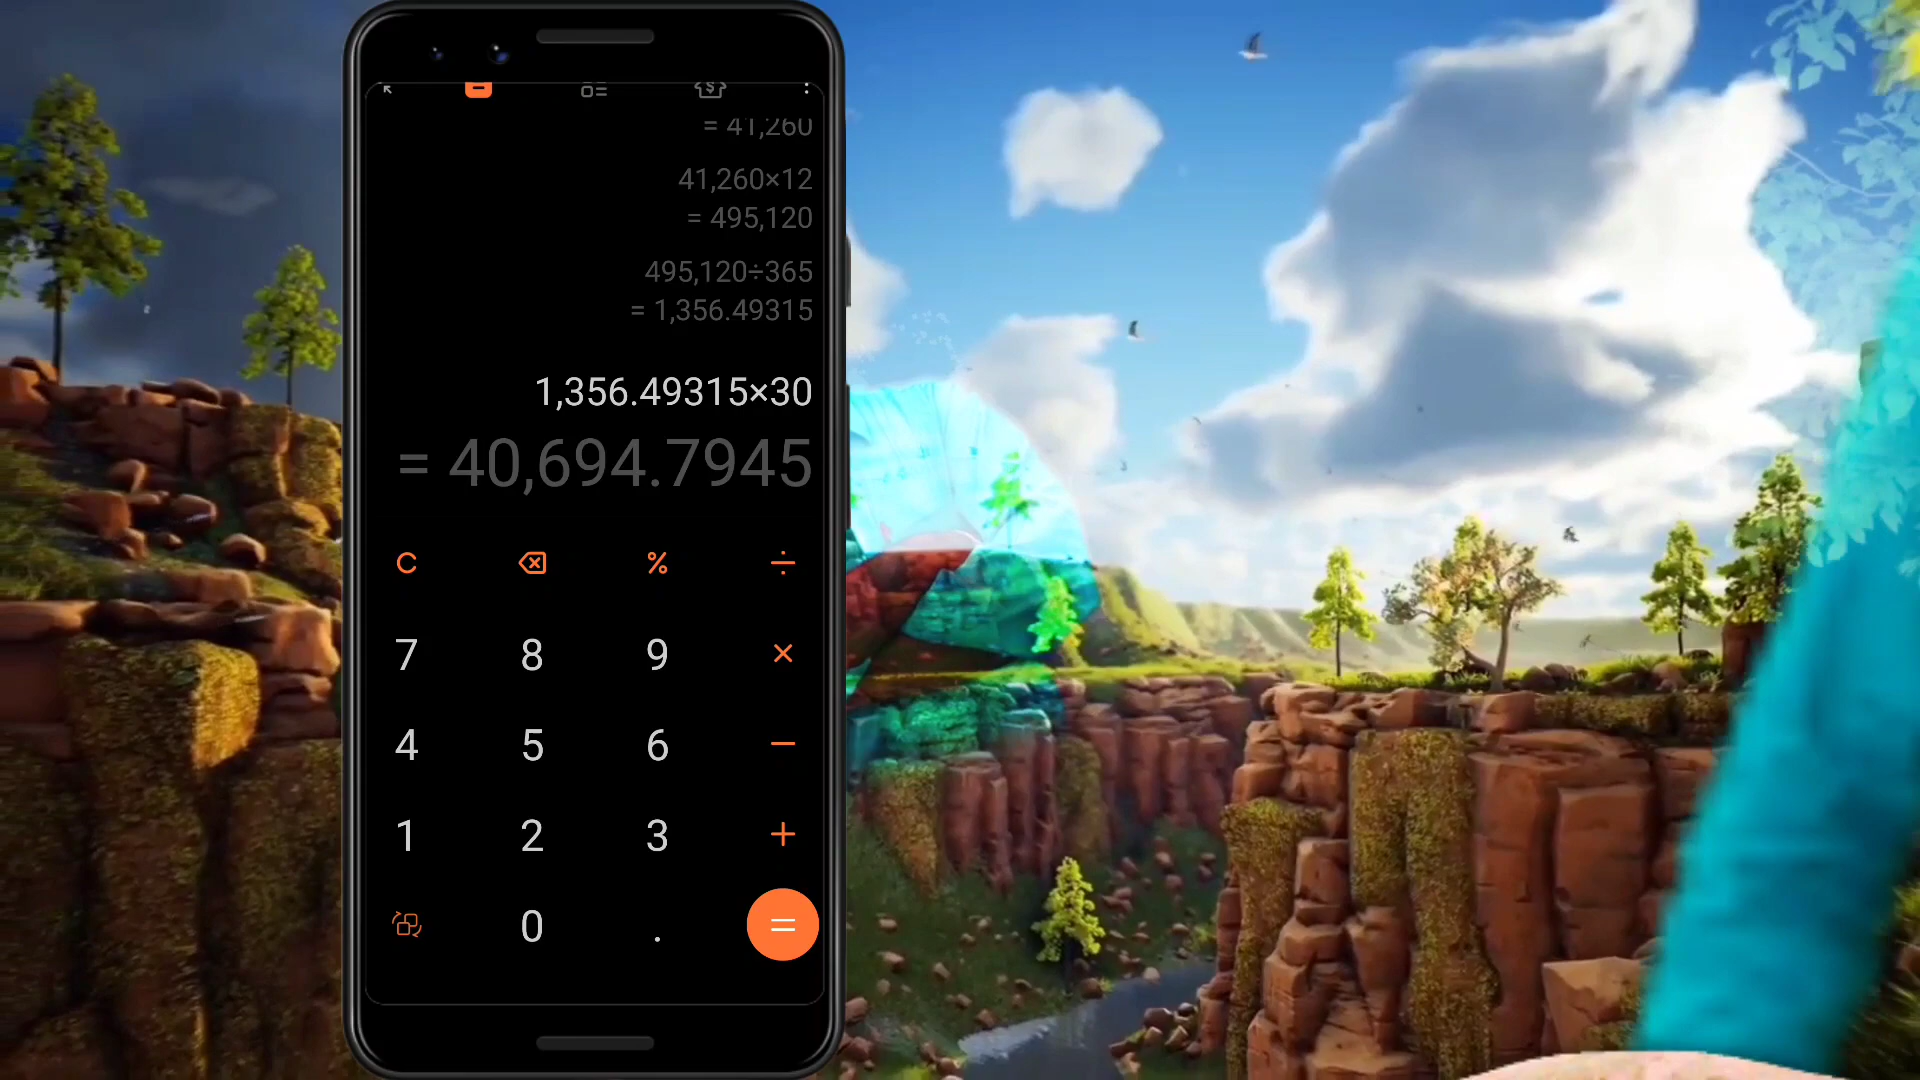 = 41,260
41,260×12
= 495,120
495,120÷365
= 1,356.49315
1,356.49315×30
= 40,694.7945
C % ÷
7 8 9 ×
4 5 6 −
1 2 3 +
0 . =